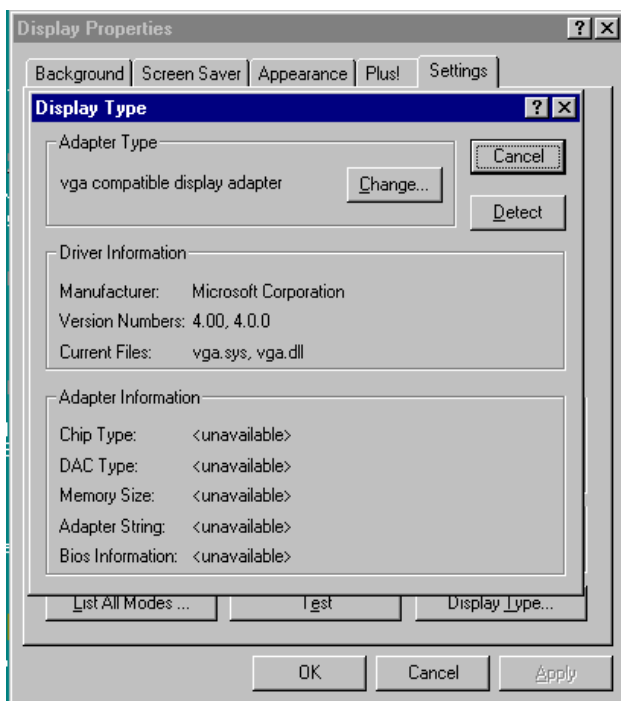 Display Properties
Background Screen Saver Appearance Plus! Settings
Display Type
Adapter Type
vga compatible display adapter
Change...
Cancel
Detect
Driver Information
Manufacturer: Microsoft Corporation
Version Numbers: 4.00, 4.0.0
Current Files: vga.sys, vga.dll
Adapter Information
Chip Type: <unavailable>
DAC Type: <unavailable>
Memory Size: <unavailable>
Adapter String: <unavailable>
Bios Information: <unavailable>
List All Modes ... Test Display Type...
OK Cancel Apply